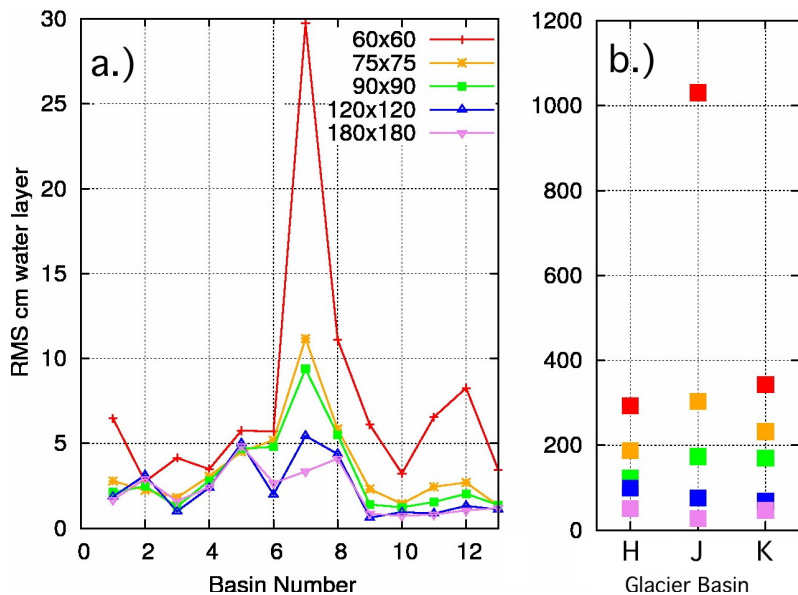 a.)
60x60
75x75
90x90
120x120
180x180
30
25
20
15
10
5
0
0 2 4 6 8 10 12
RMS cm water layer
Basin Number
b.)
1200
1000
800
600
400
200
0
H J K
Glacier Basin